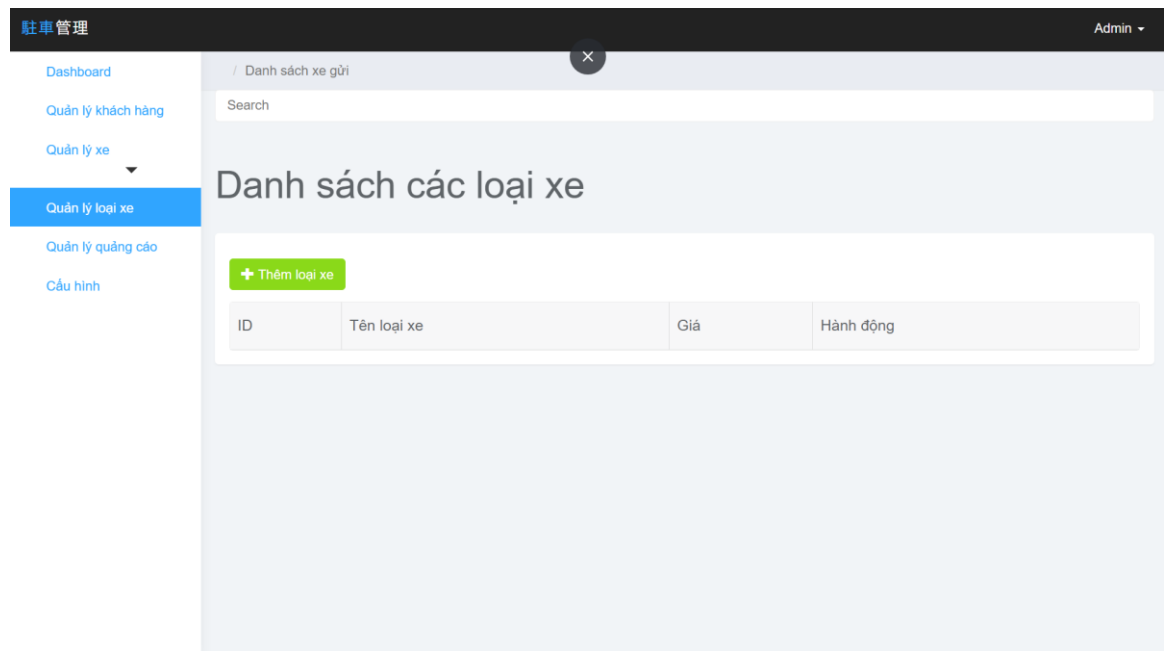 駐車管理
Admin
Dashboard
Quản lý khách hàng
Quản lý xe
Quản lý loại xe
Quản lý quảng cáo
Cấu hình
/ Danh sách xe gửi
Search
Danh sách các loại xe
Thêm loại xe
ID Tên loại xe Giá Hành động